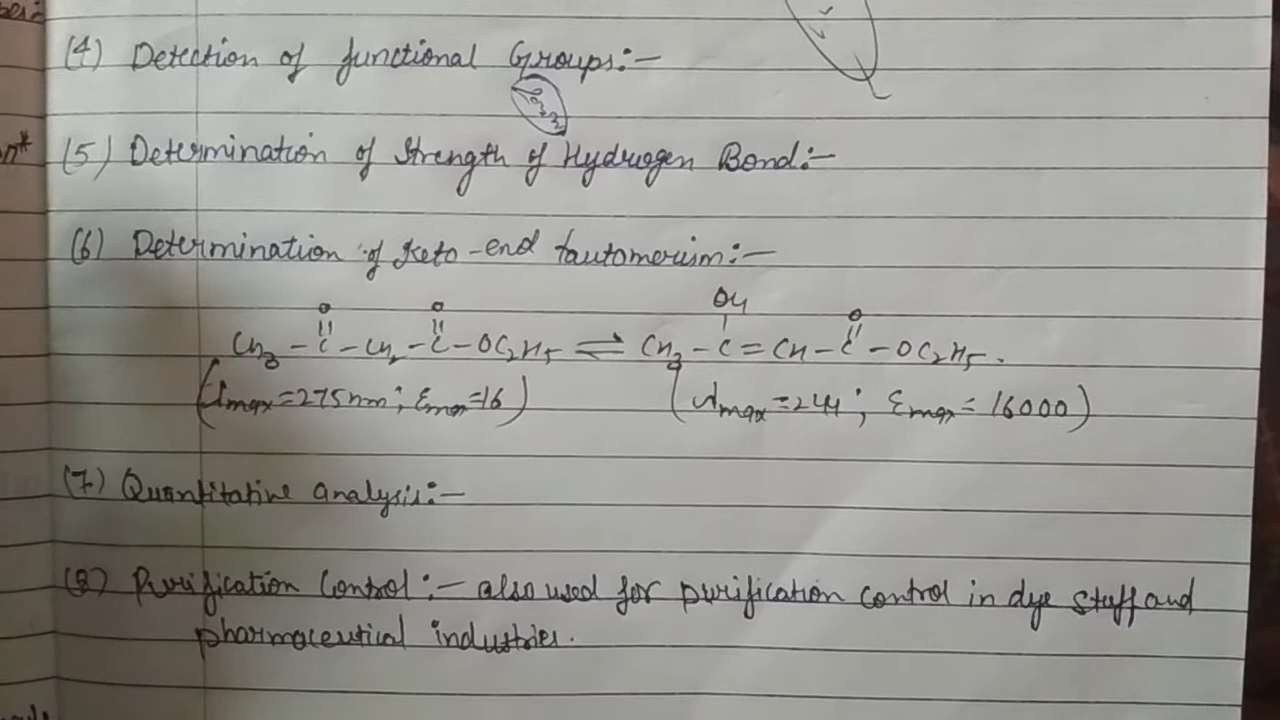 (4) Detection of functional Groups:-
(5) Determination of Strength of Hydrogen Bond:-
(6) Determination of Keto-enol tautomerism:-
O O OH O
CH3 - C - CH2 - C - OC2H5 ⇌ CH3 - C = CH - C - OC2H5.
(λmax = 275nm; Emax = 16) (λmax = 244; Emax = 16000)
(7) Quantitative analysis:-
(8) Purification Control:- also used for purification control in dye stuff and
pharmaceutical industries.